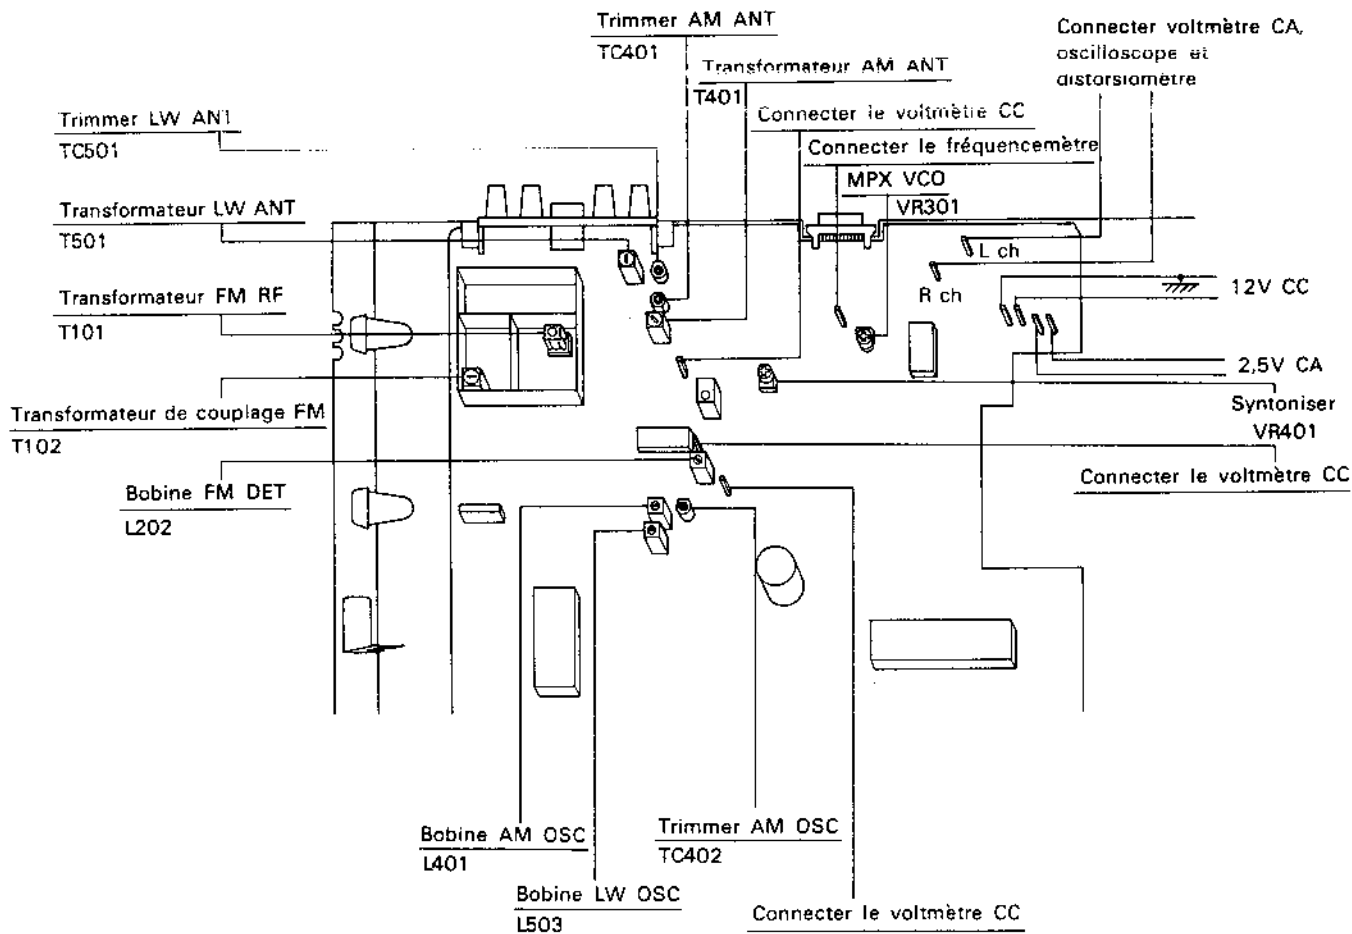 Trimmer AM ANT
TC401
Connecter voltmètre CA,
oscilloscope et
distorsiomètre
Transformateur AM ANT
T401
Connecter le voltmètre CC
Trimmer LW ANT
TC501
Connecter le fréquencemètre
MPX VCO
VR301
Transformateur LW ANT
T501
L ch
R ch
12V CC
Transformateur FM RF
T101
2,5V CA
Transformateur de couplage FM
T102
Syntoniser
VR401
Connecter le voltmètre CC
Bobine FM DET
L202
Bobine AM OSC
L401
Trimmer AM OSC
TC402
Bobine LW OSC
L503
Connecter le voltmètre CC